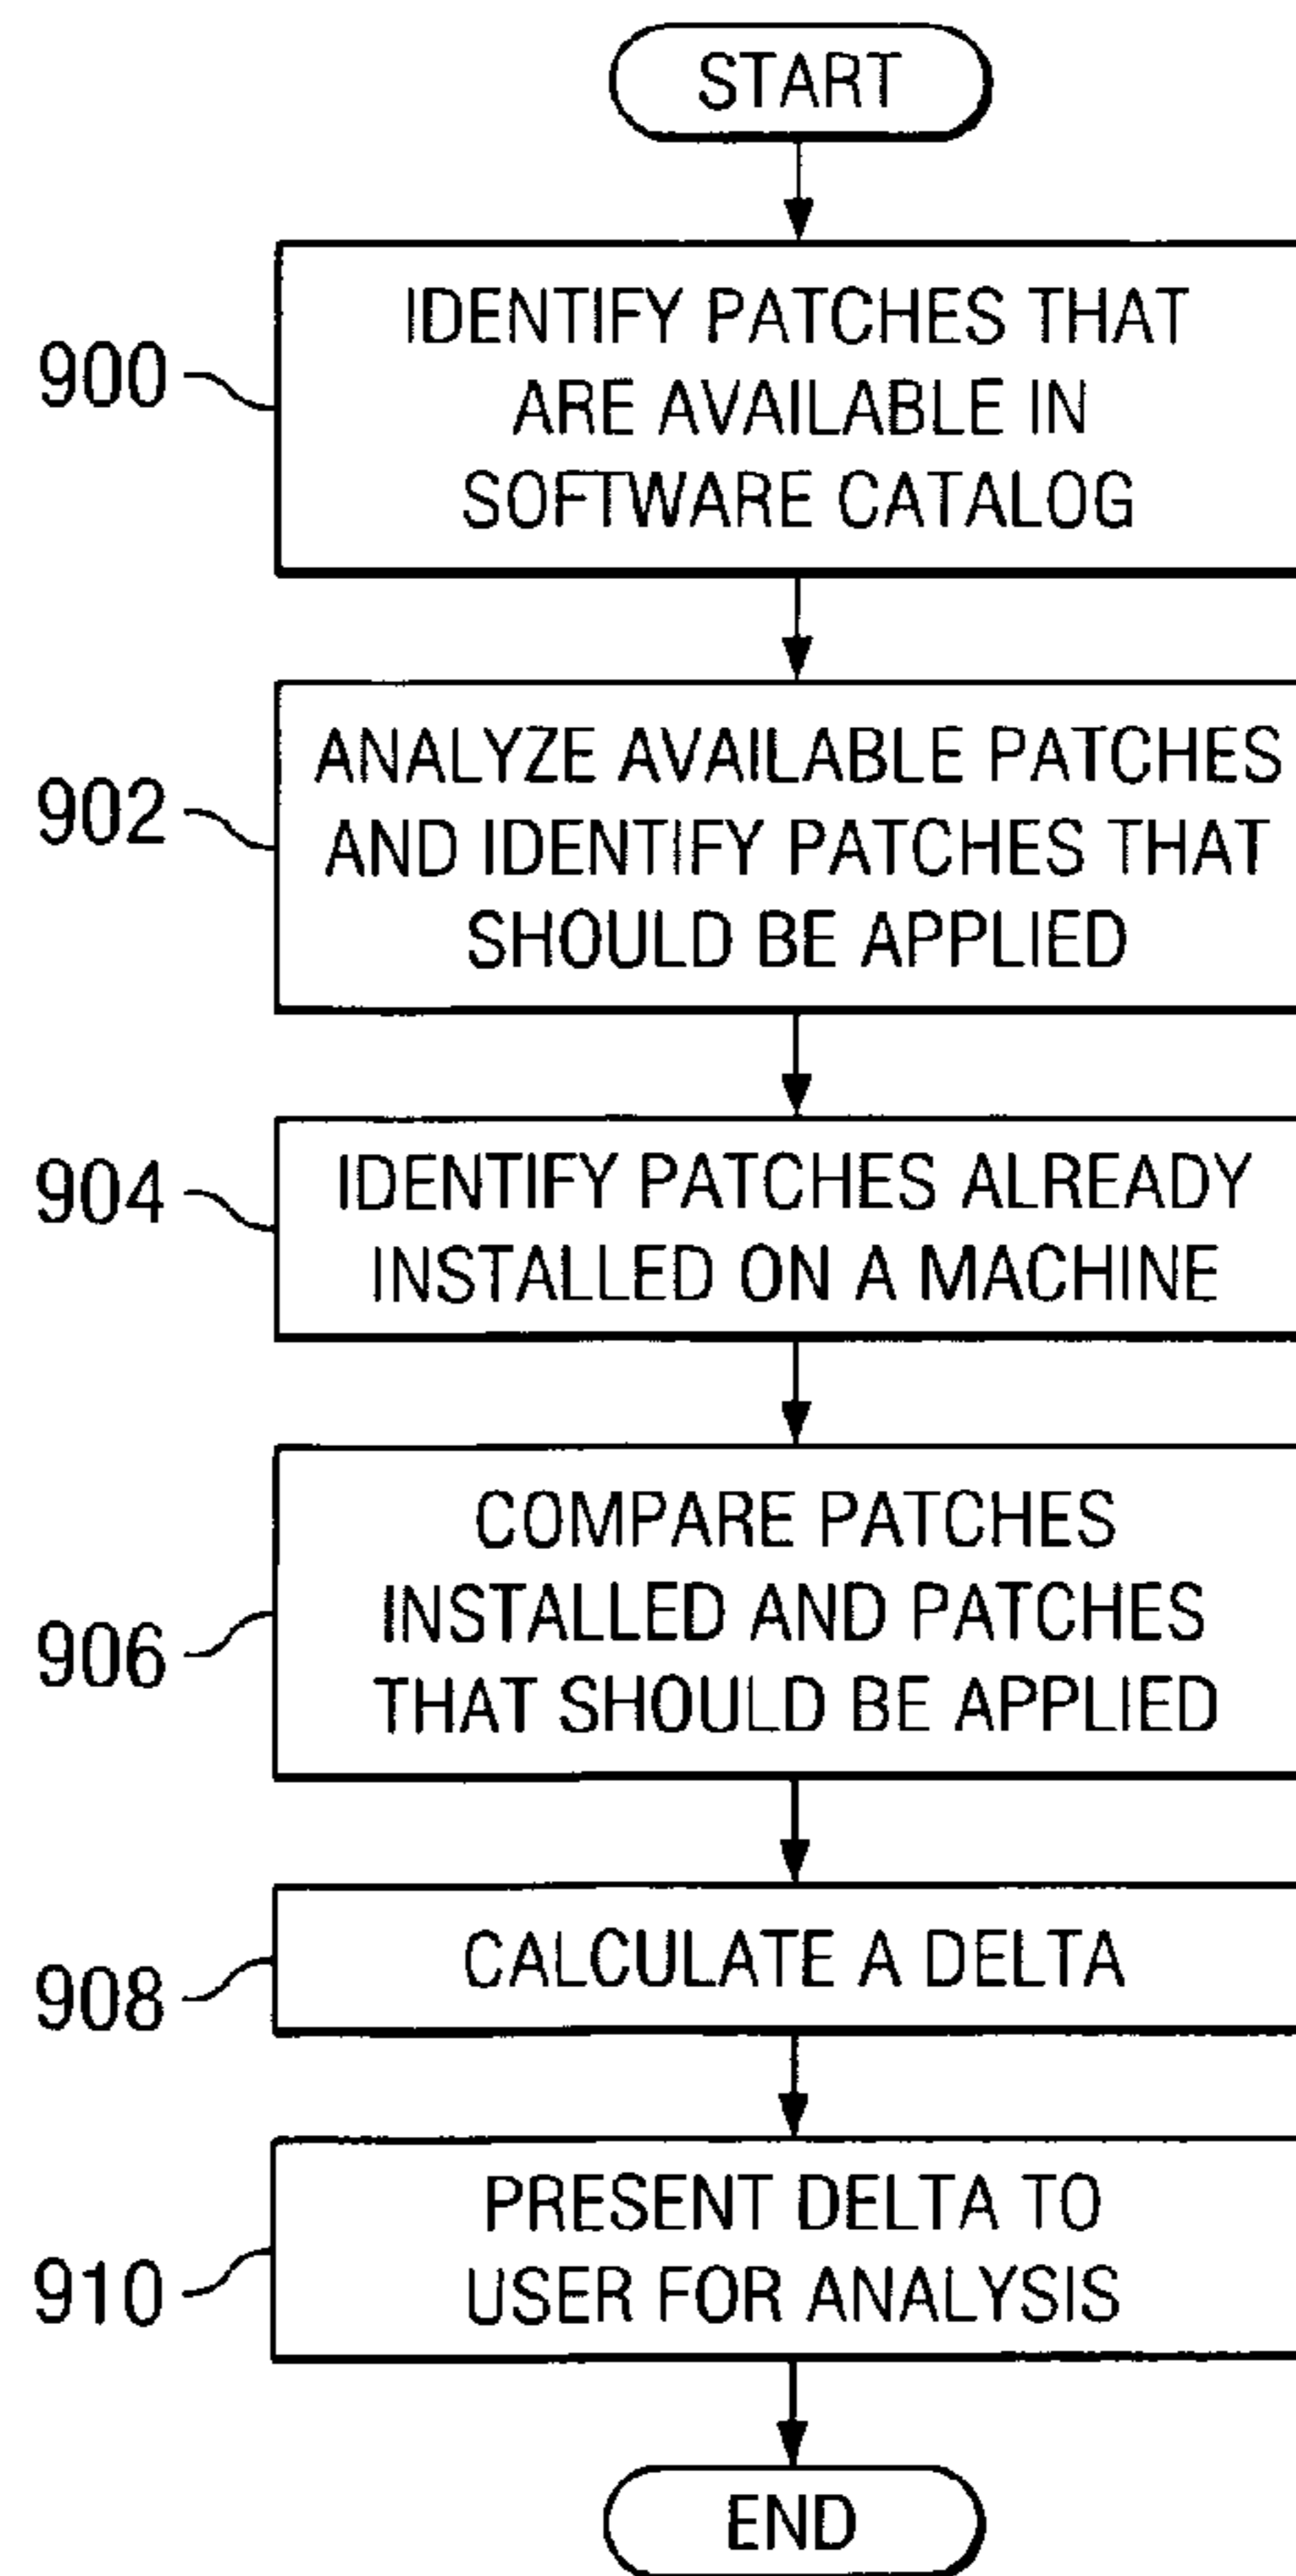 START
900
IDENTIFY PATCHES THAT
ARE AVAILABLE IN
SOFTWARE CATALOG
902
ANALYZE AVAILABLE PATCHES
AND IDENTIFY PATCHES THAT
SHOULD BE APPLIED
904
IDENTIFY PATCHES ALREADY
INSTALLED ON A MACHINE
906
COMPARE PATCHES
INSTALLED AND PATCHES
THAT SHOULD BE APPLIED
908
CALCULATE A DELTA
910
PRESENT DELTA TO
USER FOR ANALYSIS
END